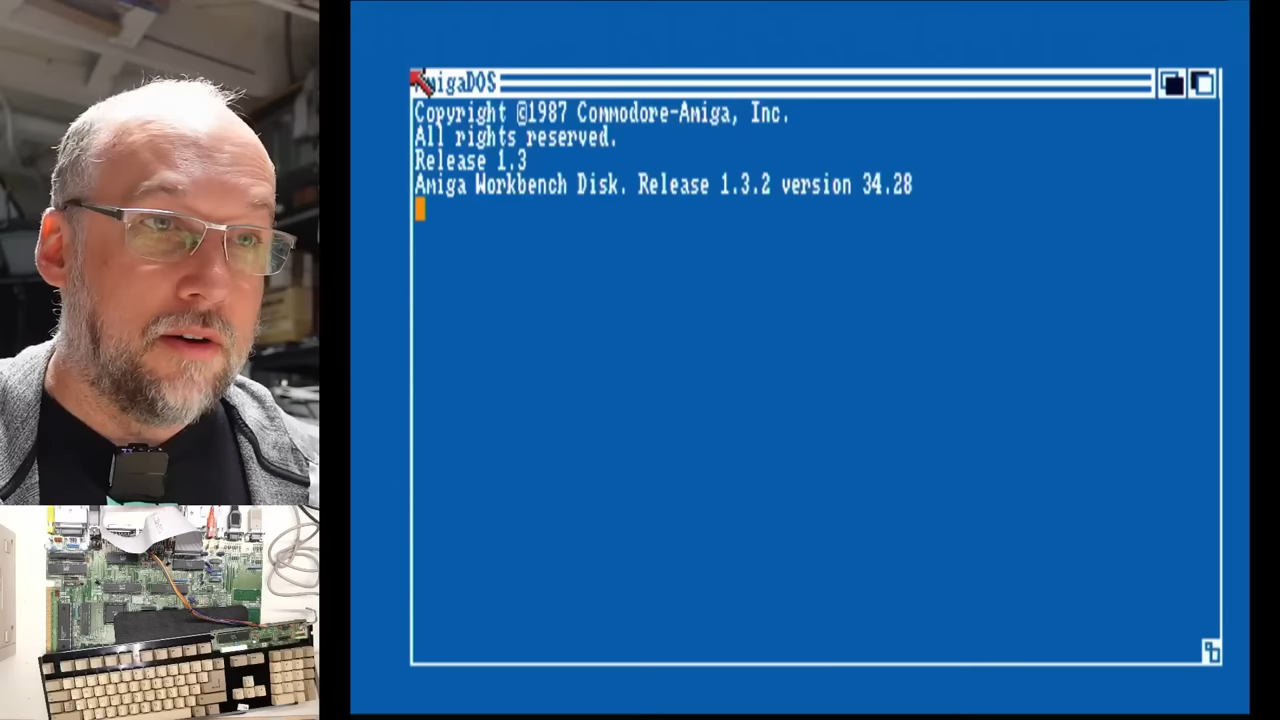 AmigaDOS
Copyright ©1987 Commodore-Amiga, Inc.
All rights reserved.
Release 1.3
Amiga Workbench Disk. Release 1.3.2 version 34.28